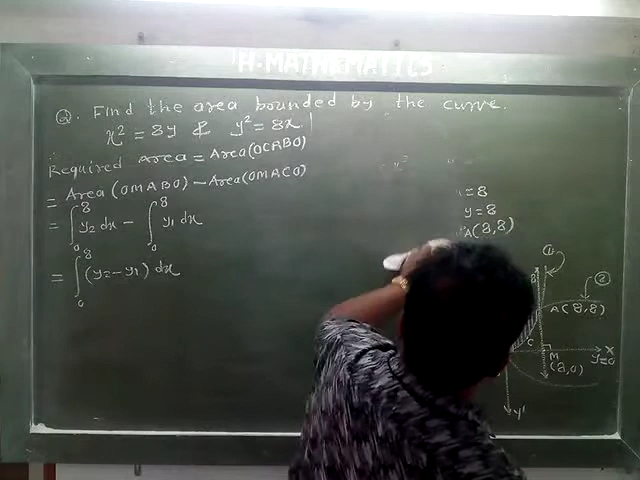 H. MATHEMATICS
Q. Find the area bounded by the curve.
x² = 8y & y² = 8x.
Required Area = Area(OCABO)
= Area (OMABO) − Area(OMACO)
= ∫₀⁸ y₂ dx − ∫₀⁸ y₁ dx
= ∫₀⁸ (y₂ − y₁) dx
= 8
y = 8
A(8,8)
①
B
②
A(8,8)
C
M
X
(8,0)
y=0
y'